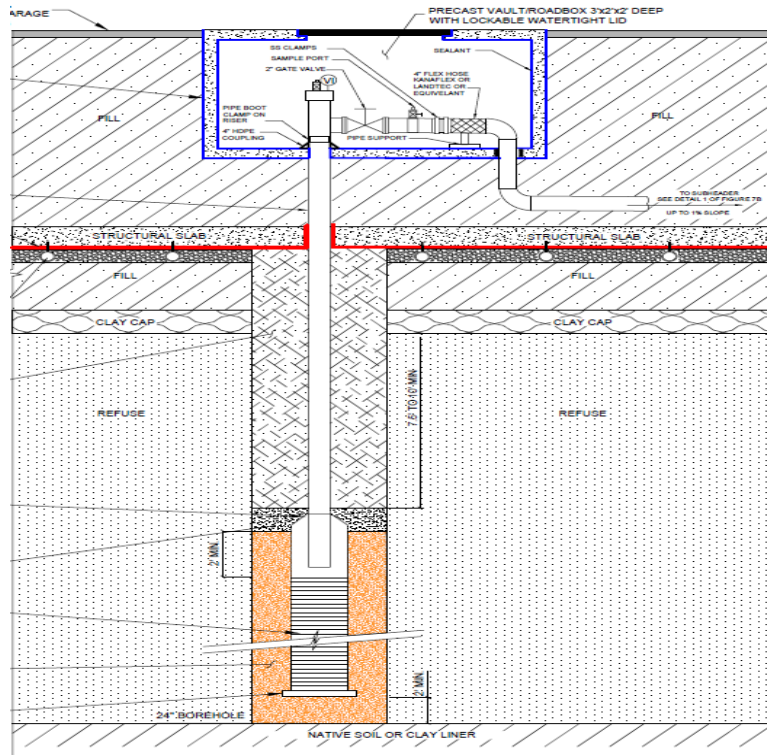 ARAGE
PRECAST VAULT/ROADBOX 3'x2'x2' DEEP
WITH LOCKABLE WATERTIGHT LID
SS CLAMPS
SAMPLE PORT
2" GATE VALVE
SEALANT
4" FLEX HOSE
KANAFLEX OR
LANDTEC OR
EQUIVELANT
VI
PIPE BOOT
CLAMP ON
RISER
4" HDPE
COUPLING
PIPE SUPPORT
FILL
FILL
TO SUBHEADER
SEE DETAIL 1 OF FIGURE 7B
UP TO 1% SLOPE
STRUCTURAL SLAB
STRUCTURAL SLAB
FILL
FILL
CLAY CAP
CLAY CAP
7.5' TO 10' MIN.
REFUSE
REFUSE
2' MIN.
2' MIN.
24" BOREHOLE
NATIVE SOIL OR CLAY LINER